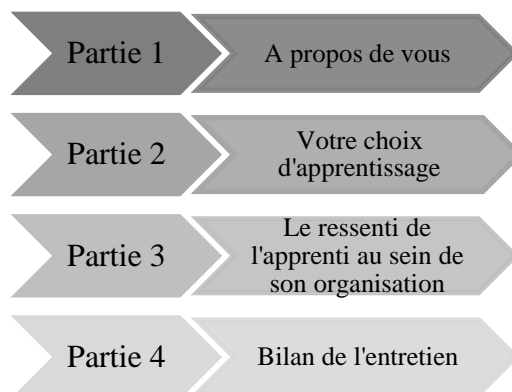 Partie 1
A propos de vous
Partie 2
Votre choix
d'apprentissage
Partie 3
Le ressenti de
l'apprenti au sein de
son organisation
Partie 4
Bilan de l'entretien